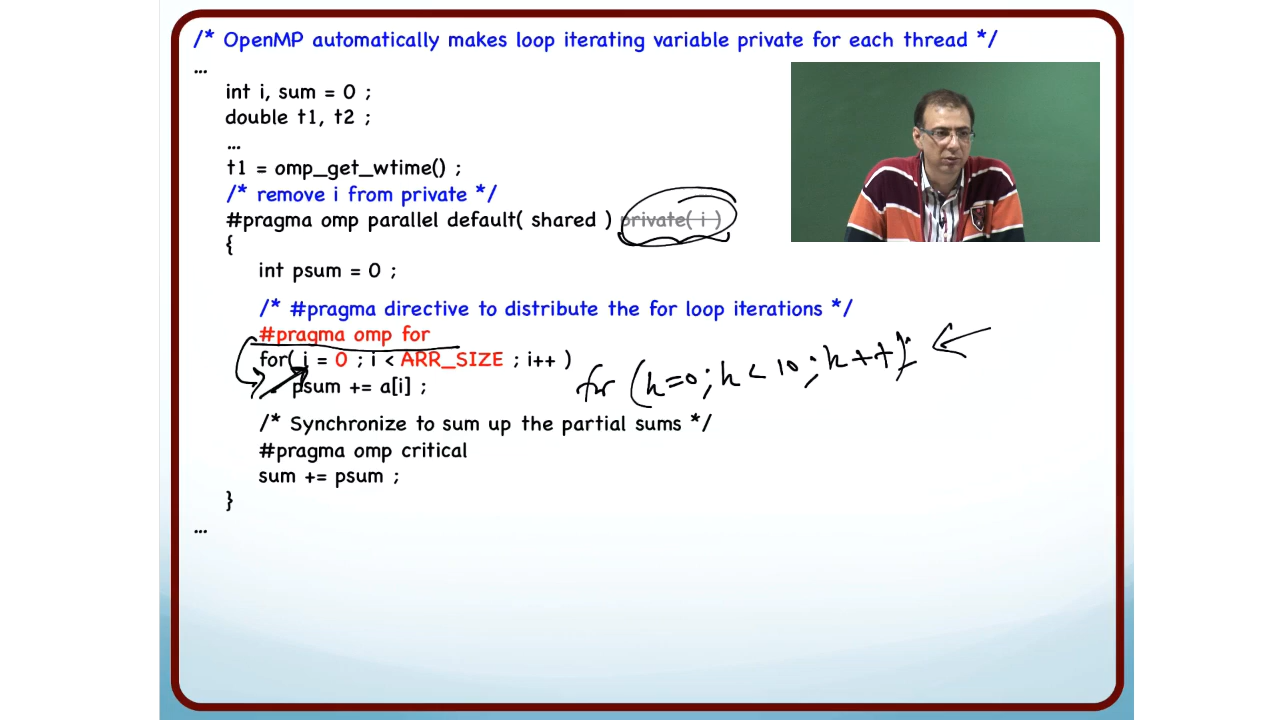 /* OpenMP automatically makes loop iterating variable private for each thread */
...
int i, sum = 0 ;
double t1, t2 ;
...
t1 = omp_get_wtime() ;
/* remove i from private */
#pragma omp parallel default( shared ) private( i )
{
int psum = 0 ;
/* #pragma directive to distribute the for loop iterations */
#pragma omp for
for( i = 0 ; i < ARR_SIZE ; i++ )
for (k=0; k < 10; k++);
psum += a[i] ;
/* Synchronize to sum up the partial sums */
#pragma omp critical
sum += psum ;
}
...